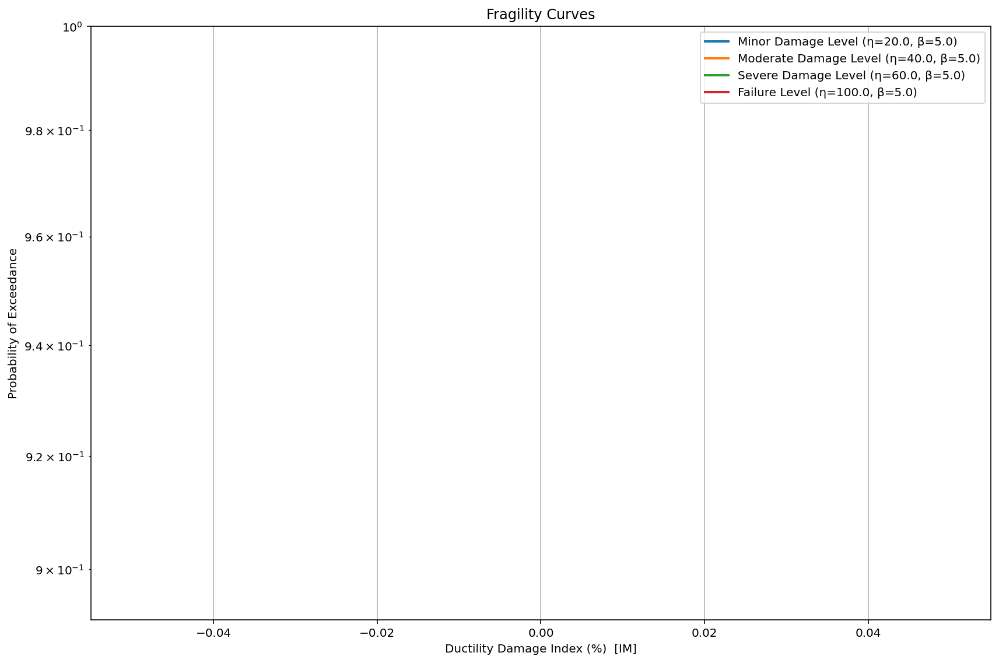 Fragility Curves
10⁰
9.8 × 10⁻¹
9.6 × 10⁻¹
9.4 × 10⁻¹
9.2 × 10⁻¹
9 × 10⁻¹
Probability of Exceedance
Minor Damage Level (η=20.0, β=5.0)
Moderate Damage Level (η=40.0, β=5.0)
Severe Damage Level (η=60.0, β=5.0)
Failure Level (η=100.0, β=5.0)
−0.04 −0.02 0.00 0.02 0.04
Ductility Damage Index (%)  [IM]